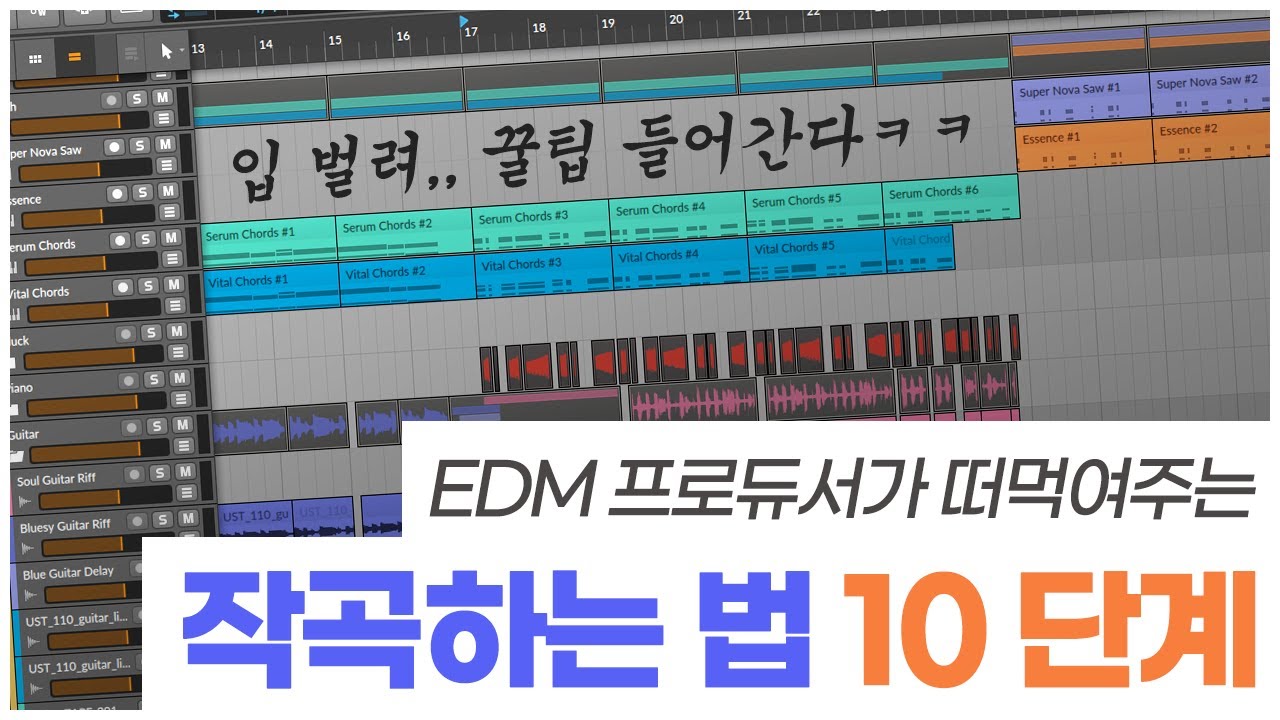 13 14 15 16 17 18 19 20 21 22
S M
Super Nova Saw #1 Super Nova Saw #2
per Nova Saw S M
Essence #1 Essence #2
입 벌려,, 꿀팁 들어간다ㅋㅋ
ssence S M
Serum Chords #1 Serum Chords #2 Serum Chords #3 Serum Chords #4 Serum Chords #5 Serum Chords #6
erum Chords S M
Vital Chords #1 Vital Chords #2 Vital Chords #3 Vital Chords #4 Vital Chords #5 Vital Chord
Vital Chords S M
uck S M
iano S M
Guitar S M
Soul Guitar Riff S M
UST_110_gu UST_110_
Bluesy Guitar Riff S M
Blue Guitar Delay
UST_110_guitar_li...
UST_110_guitar_li...
EDM 프로듀서가 떠먹여주는
작곡하는 법 10 단계